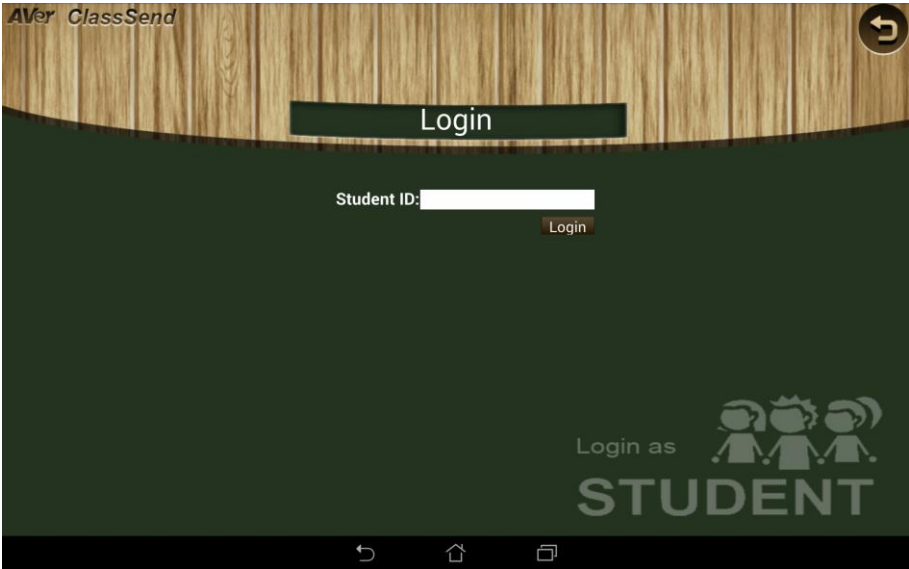 AVer ClassSend
Login
Student ID:
Login
Login as
STUDENT